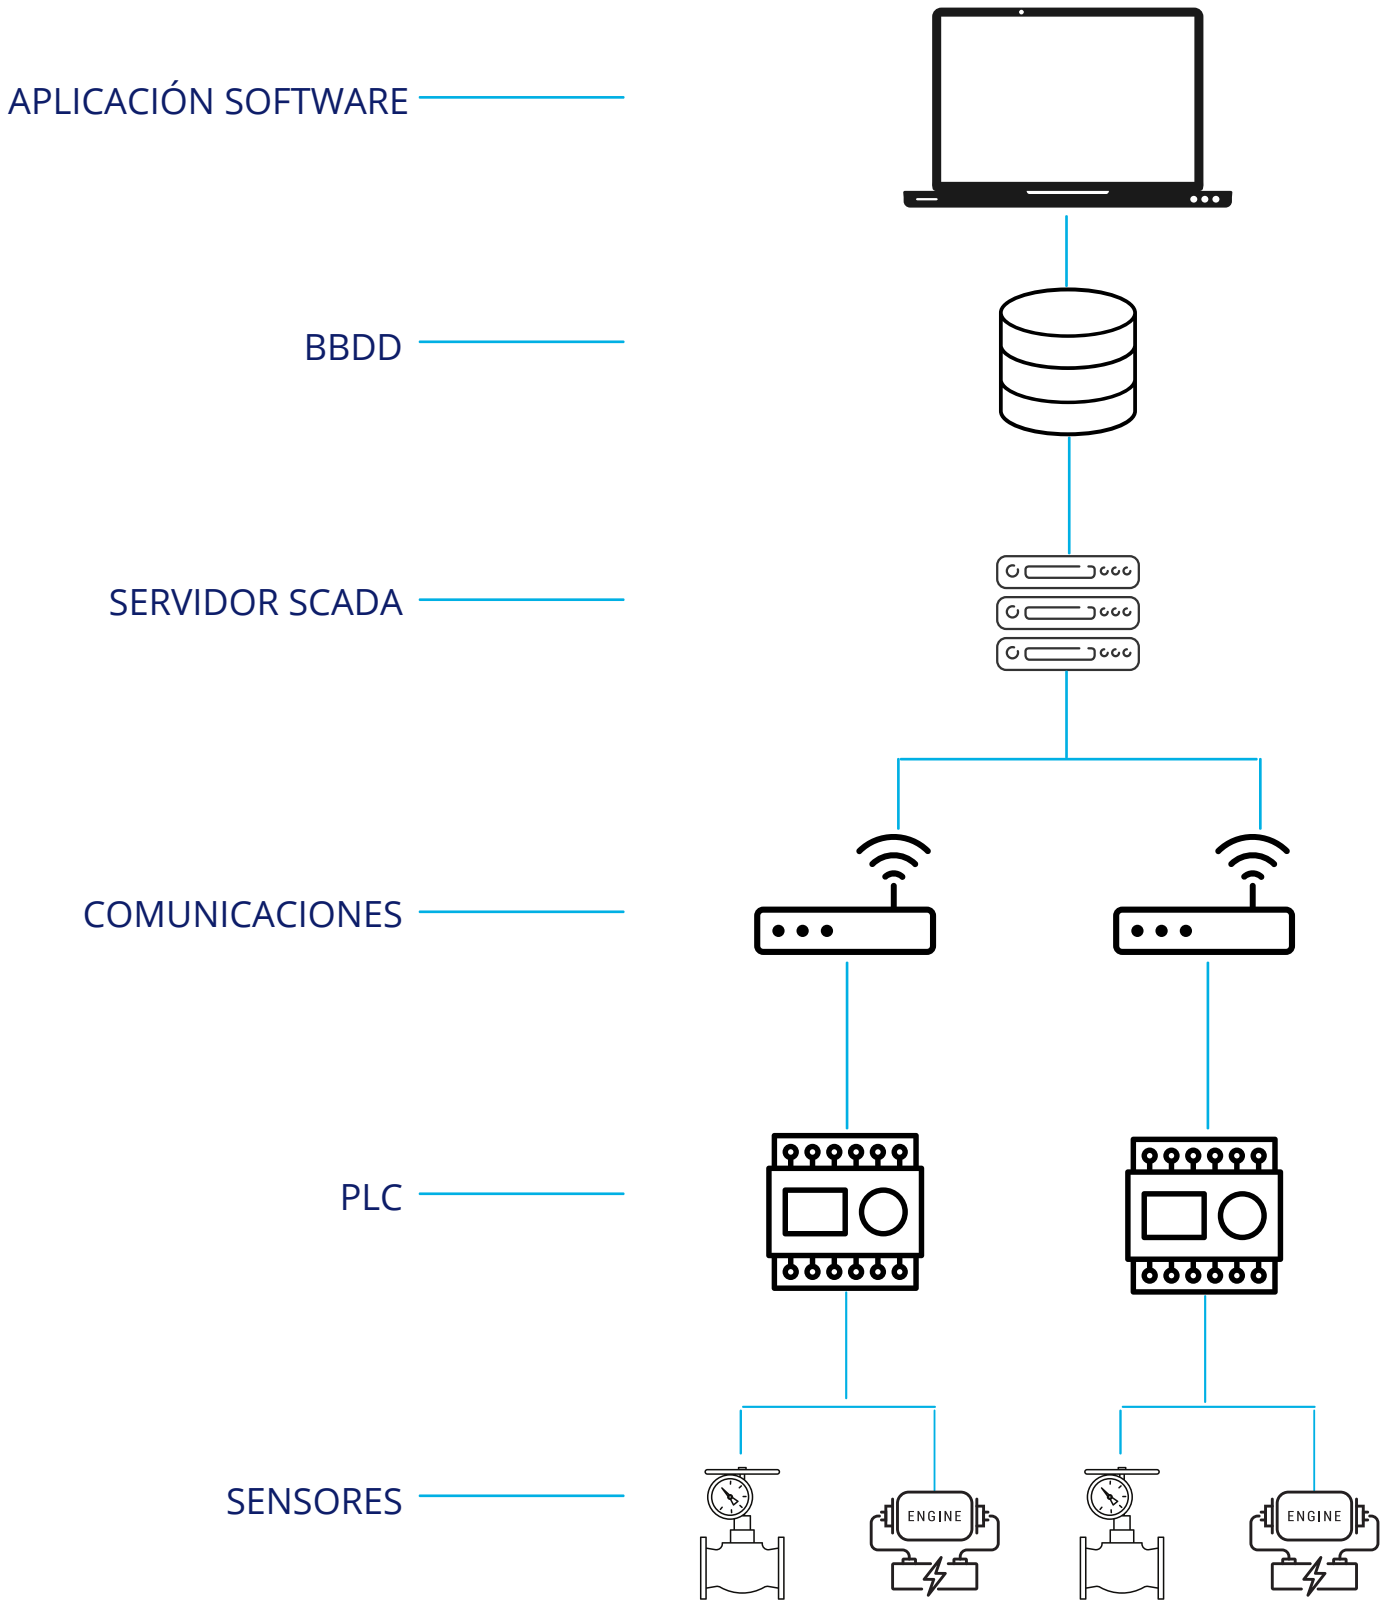 APLICACIÓN SOFTWARE
BBDD
SERVIDOR SCADA
COMUNICACIONES
PLC
SENSORES
ENGINE
ENGINE